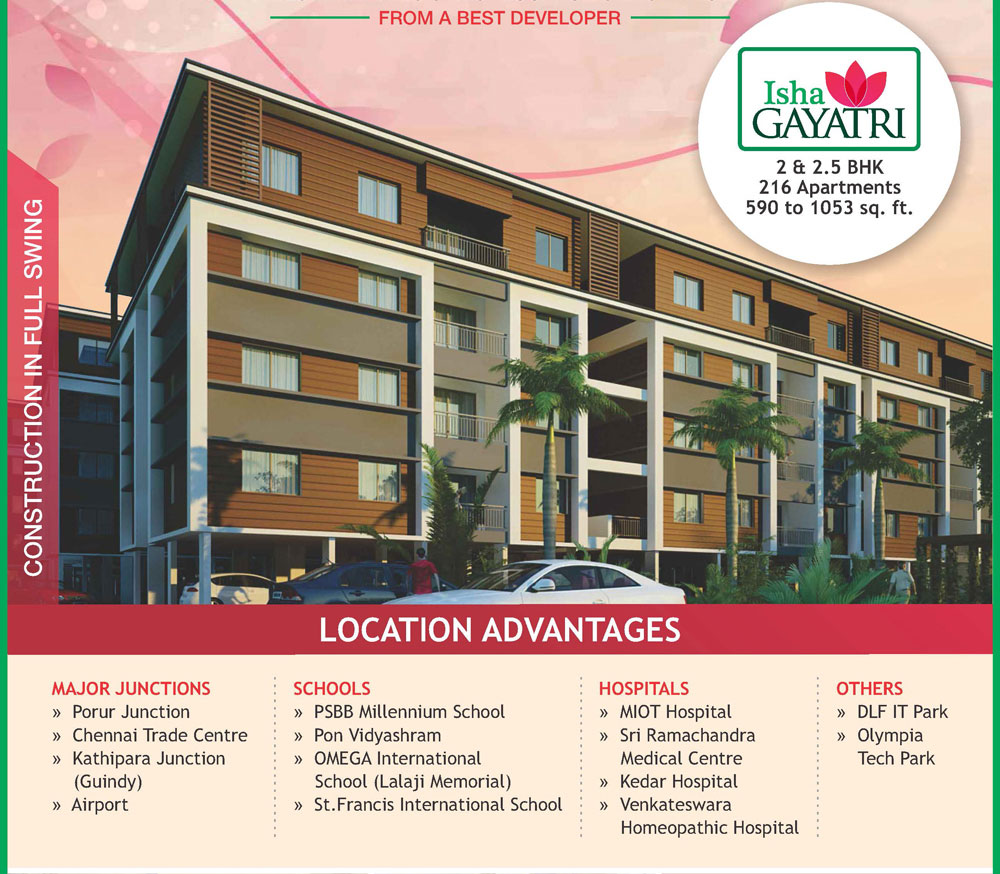 FROM A BEST DEVELOPER
Isha
GAYATRI
2 & 2.5 BHK
216 Apartments
590 to 1053 sq. ft.
CONSTRUCTION IN FULL SWING
LOCATION ADVANTAGES
MAJOR JUNCTIONS
» Porur Junction
» Chennai Trade Centre
» Kathipara Junction
(Guindy)
» Airport
SCHOOLS
» PSBB Millennium School
» Pon Vidyashram
» OMEGA International
School (Lalaji Memorial)
» St.Francis International School
HOSPITALS
» MIOT Hospital
» Sri Ramachandra
Medical Centre
» Kedar Hospital
» Venkateswara
Homeopathic Hospital
OTHERS
» DLF IT Park
» Olympia
Tech Park